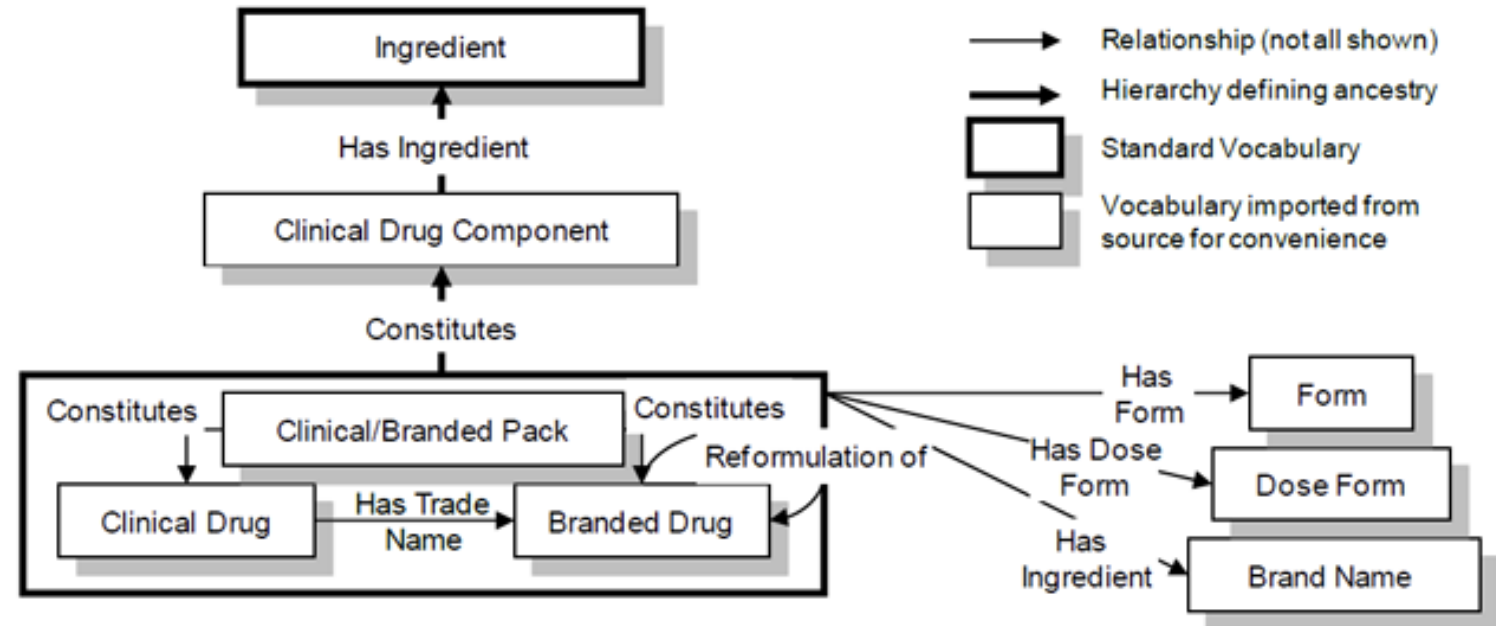 Ingredient
Has Ingredient
Clinical Drug Component
Constitutes
Constitutes
Clinical/Branded Pack
Constitutes
Reformulation of
Clinical Drug
Has Trade
Name
Branded Drug
Relationship (not all shown)
Hierarchy defining ancestry
Standard Vocabulary
Vocabulary imported from
source for convenience
Has
Form
Form
Has Dose
Form
Dose Form
Has
Ingredient
Brand Name